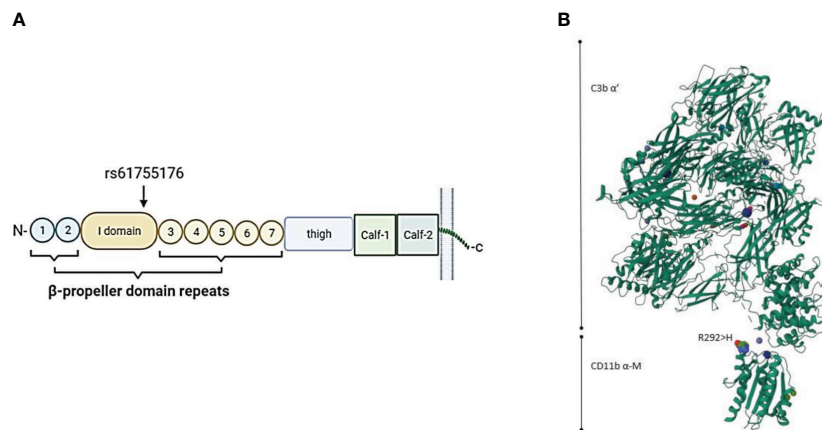 A
B
rs61755176
N-
1
2
I domain
3
4
5
6
7
thigh
Calf-1
Calf-2
-C
β-propeller domain repeats
C3b α’
R292>H
CD11b α-M